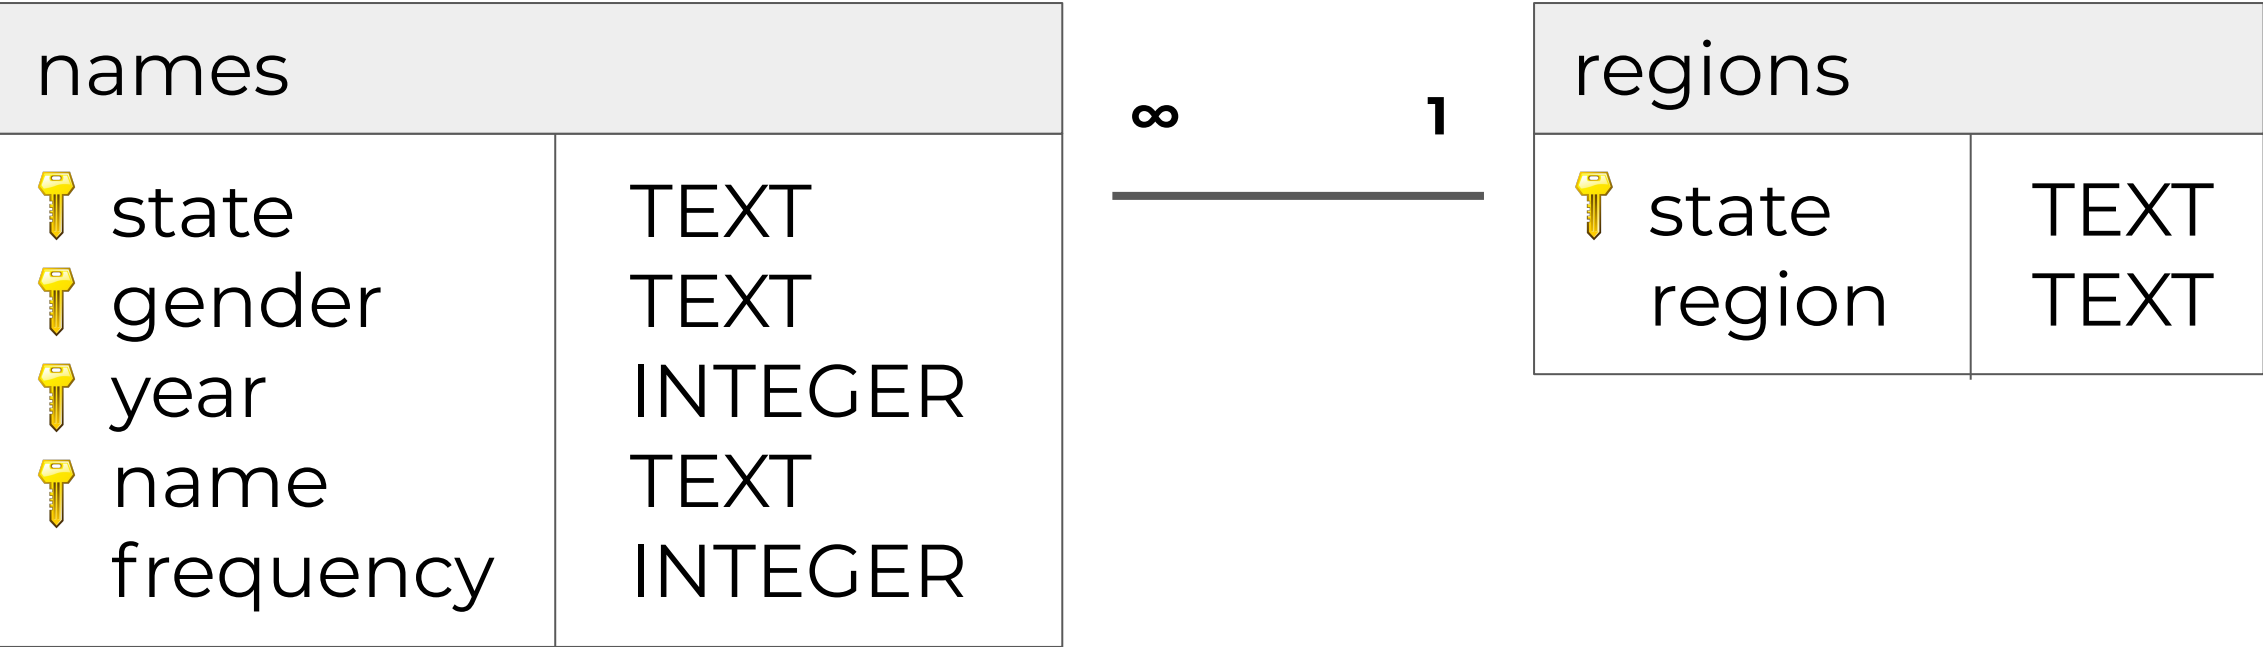 names
state TEXT
gender TEXT
year INTEGER
name TEXT
frequency INTEGER
∞ 1
regions
state TEXT
region TEXT